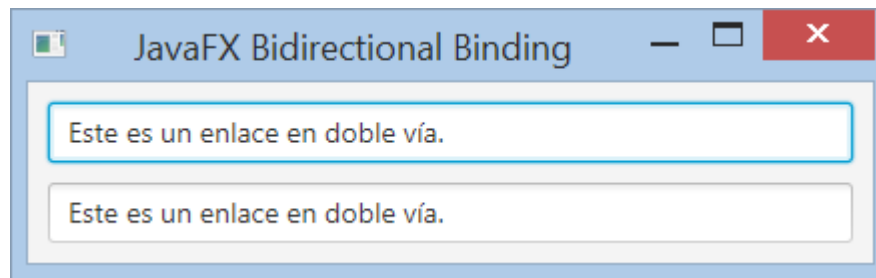 JavaFX Bidirectional Binding
Este es un enlace en doble vía.
Este es un enlace en doble vía.